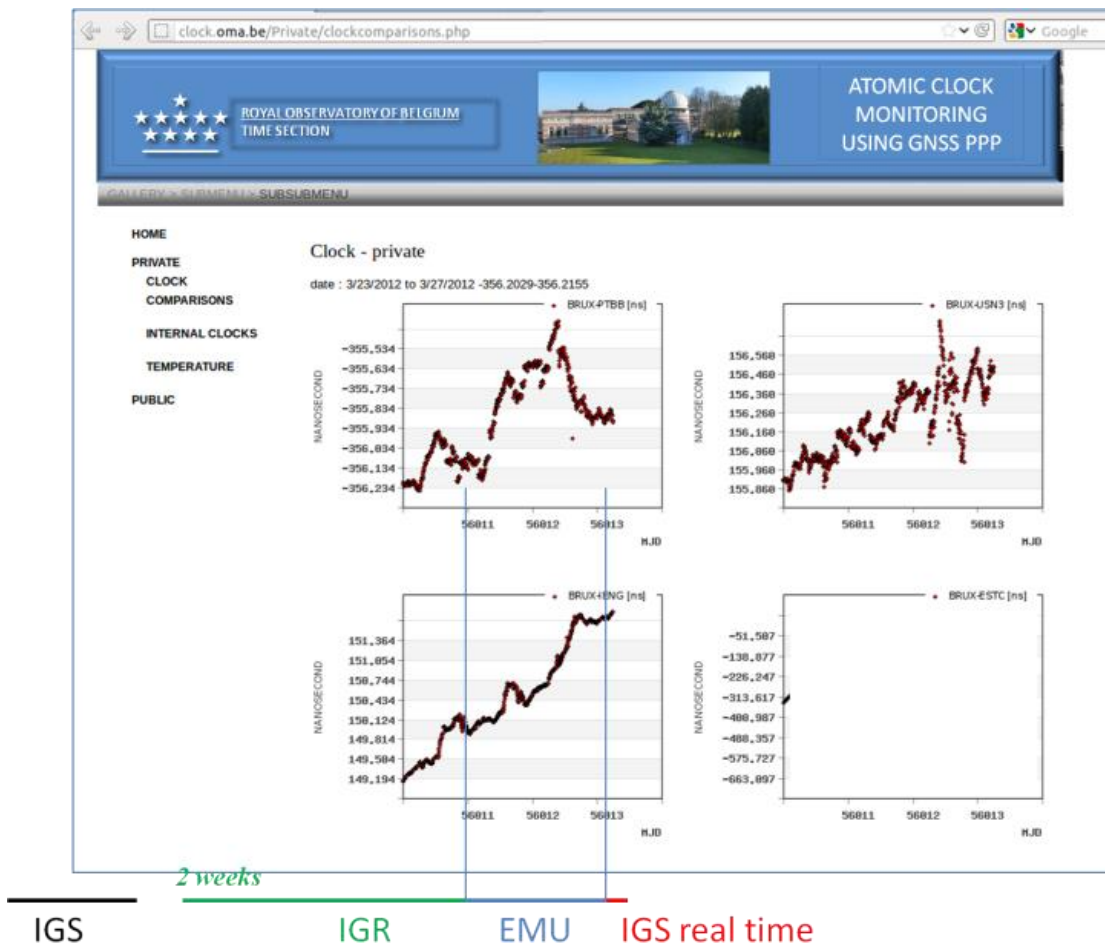 clock.oma.be/Private/clockcomparisons.php
Google
ROYAL OBSERVATORY OF BELGIUM
TIME SECTION
ATOMIC CLOCK
MONITORING
USING GNSS PPP
GALLERY > SUBMENU > SUBSUBMENU
HOME
PRIVATE
CLOCK
COMPARISONS
INTERNAL CLOCKS
TEMPERATURE
PUBLIC
Clock - private
date : 3/23/2012 to 3/27/2012 -356.2029-356.2155
BRUX-PTBB [ns]
NANOSECOND
-355,534
-355,634
-355,734
-355,834
-355,934
-356,034
-356,134
-356,234
56011 56012 56013
MJD
BRUX-USN3 [ns]
NANOSECOND
156,560
156,460
156,360
156,260
156,160
156,060
155,960
155,860
56011 56012 56013
MJD
BRUX-IENG [ns]
NANOSECOND
151,364
151,054
150,744
150,434
150,124
149,814
149,504
149,194
56011 56012 56013
MJD
BRUX-ESTC [ns]
NANOSECOND
-51,507
-138,877
-226,247
-313,617
-400,987
-488,357
-575,727
-663,097
56011 56012 56013
MJD
2 weeks
IGS IGR EMU IGS real time